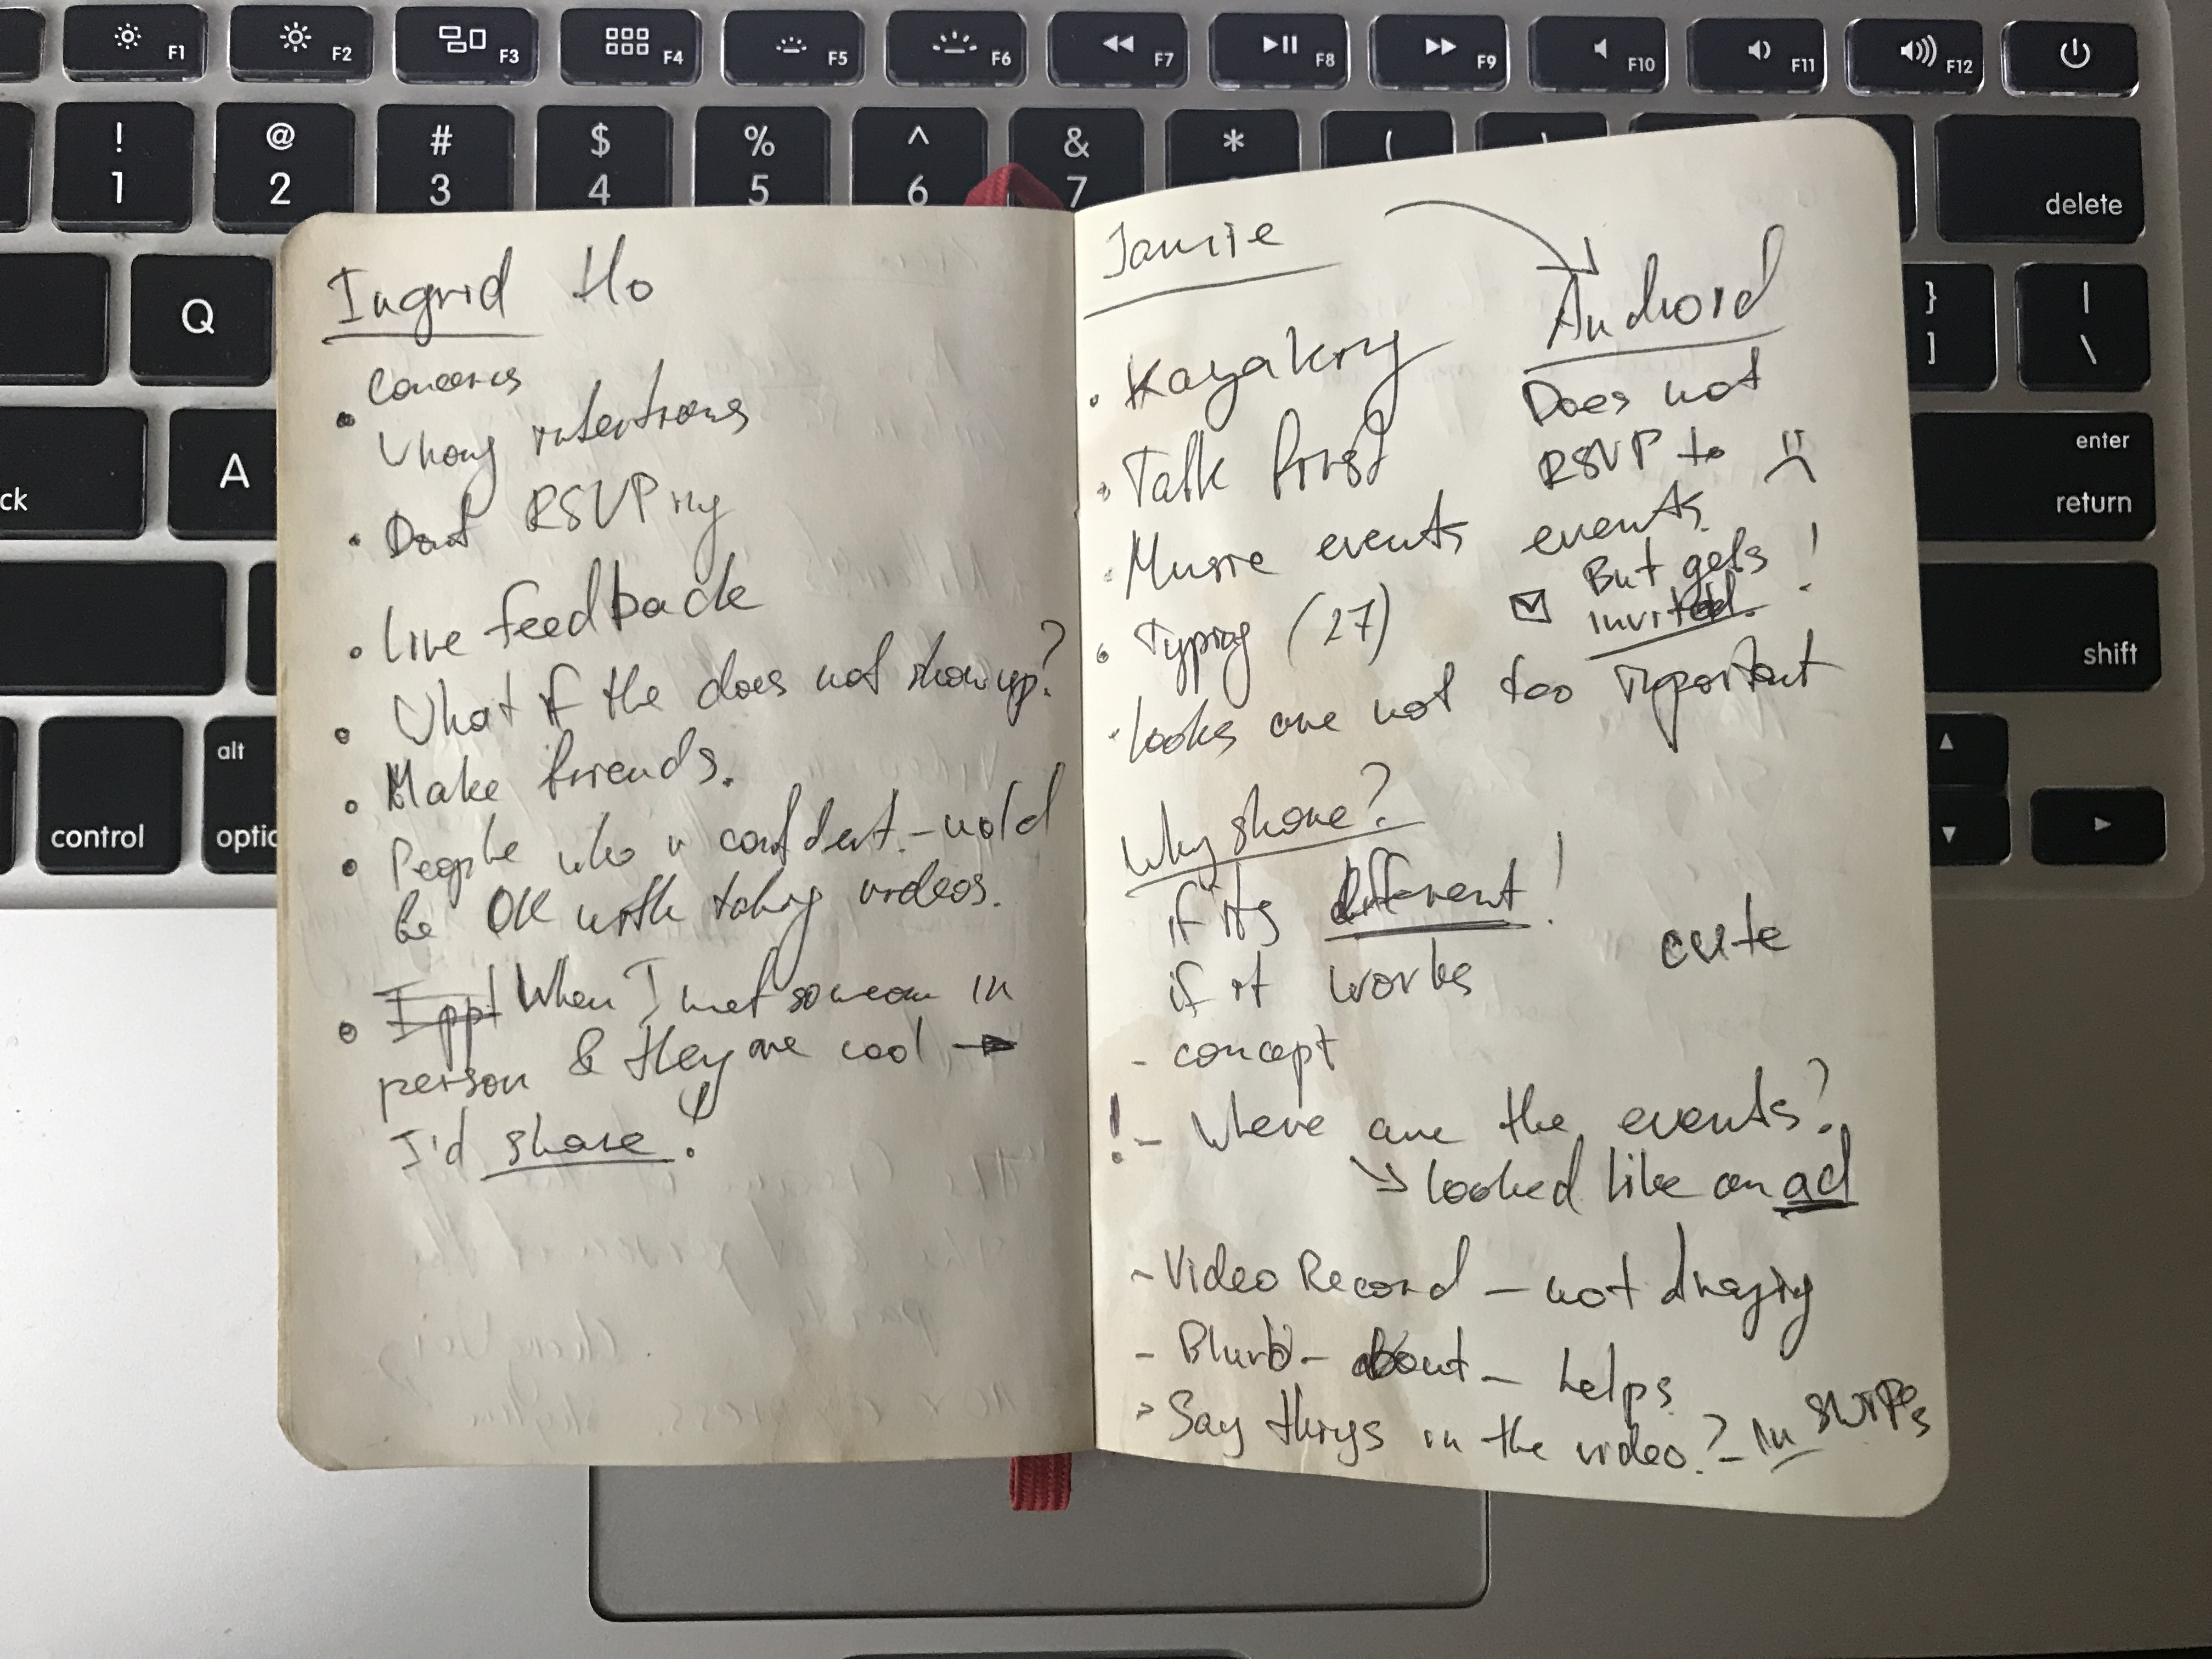 F1 F2 F3 F4 F5 F6 F7 F8 F9 F10 F11 F12
! @ # $ % ^ & * (
1 2 3 4 5 6 7
delete
Q
} |
] \
A
enter
return
ck
shift
control
alt
optic
Ingrid Ho
• Concerns
Wrong intentions
• Dont RSVPing
• Live feedback
• What if the does not show up?
• Make friends.
• People who r confident - wold
be OK with taking videos.
• When I met someone in
person & they are cool →
I'd share!
Jamie
• Kayaking
• Talk first
• Music events
• Typing (27)
• Looks are not too important
Android
Does not
RSVP to
events
But gets !
invited.
Why share?
if its different!
if it works
cute
- concept
! - Where are the events?
↘ looked like an ad
- Video Record - not
- Blurb - about - helps
- Say things in the video? - In swipes